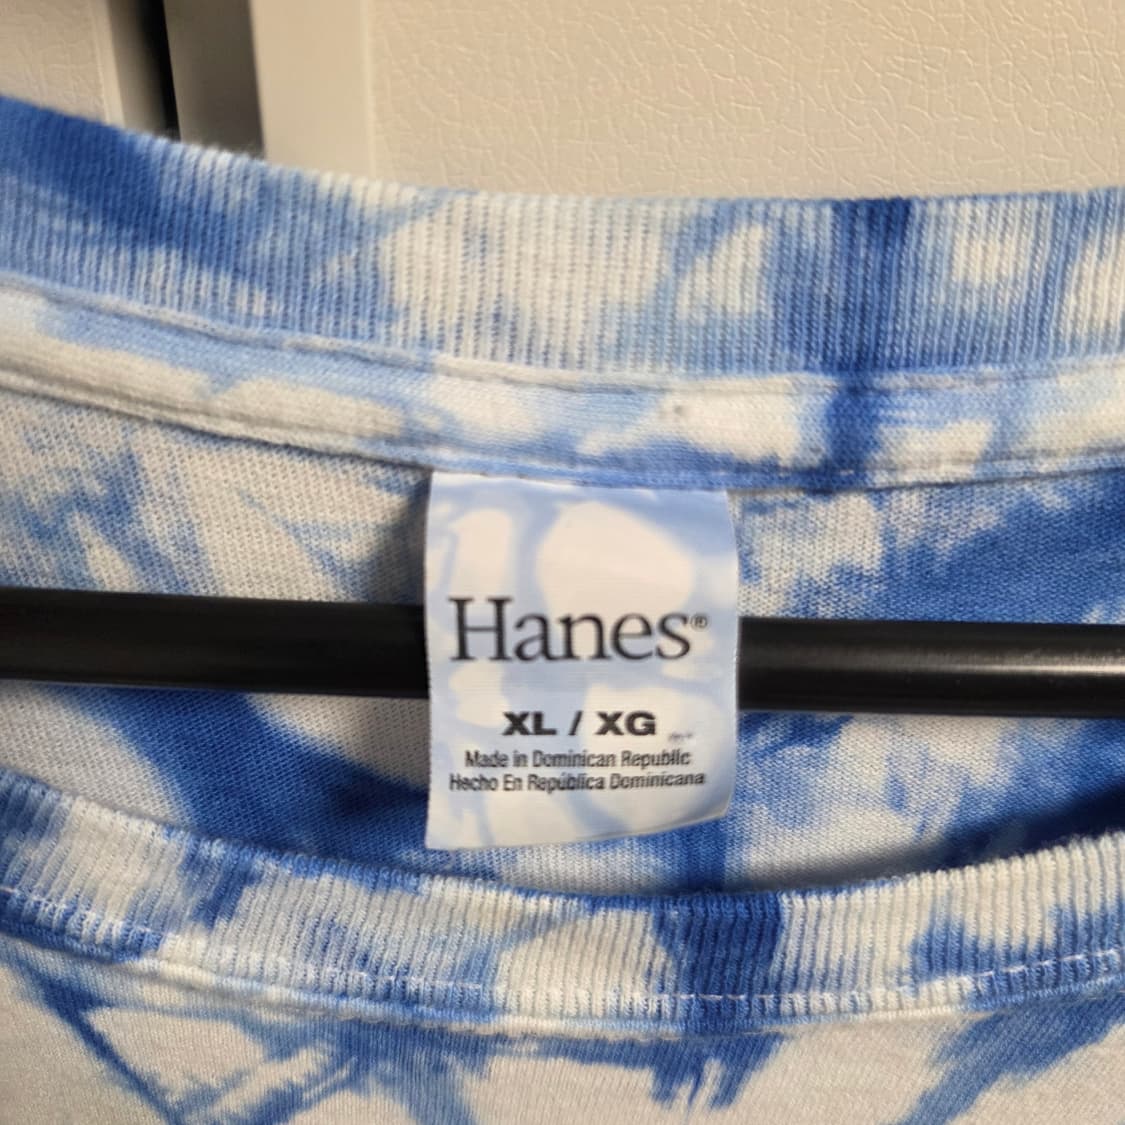 Hanes®
XL / XG
Made in Dominican Republic
Hecho En República Dominicana